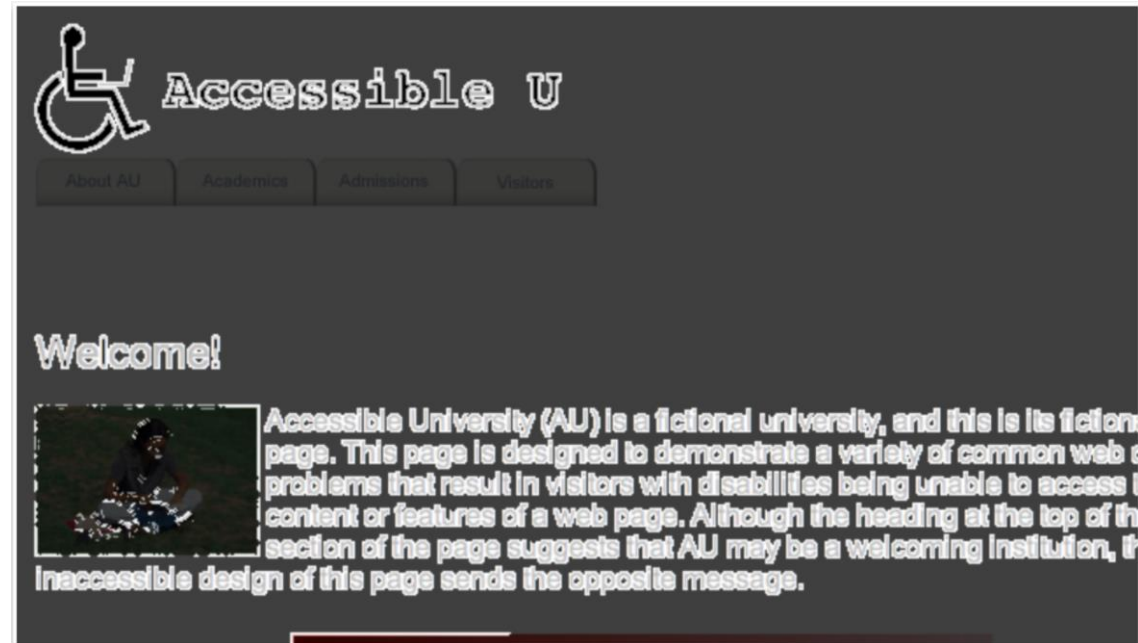 Accessible U
About AU Academics Admissions Visitors
Welcome!
Accessible University (AU) is a fictional university, and this is its fiction
page. This page is designed to demonstrate a variety of common web
problems that result in visitors with disabilities being unable to access
content or features of a web page. Although the heading at the top of
section of the page suggests that AU may be a welcoming institution,
inaccessible design of this page sends the opposite message.